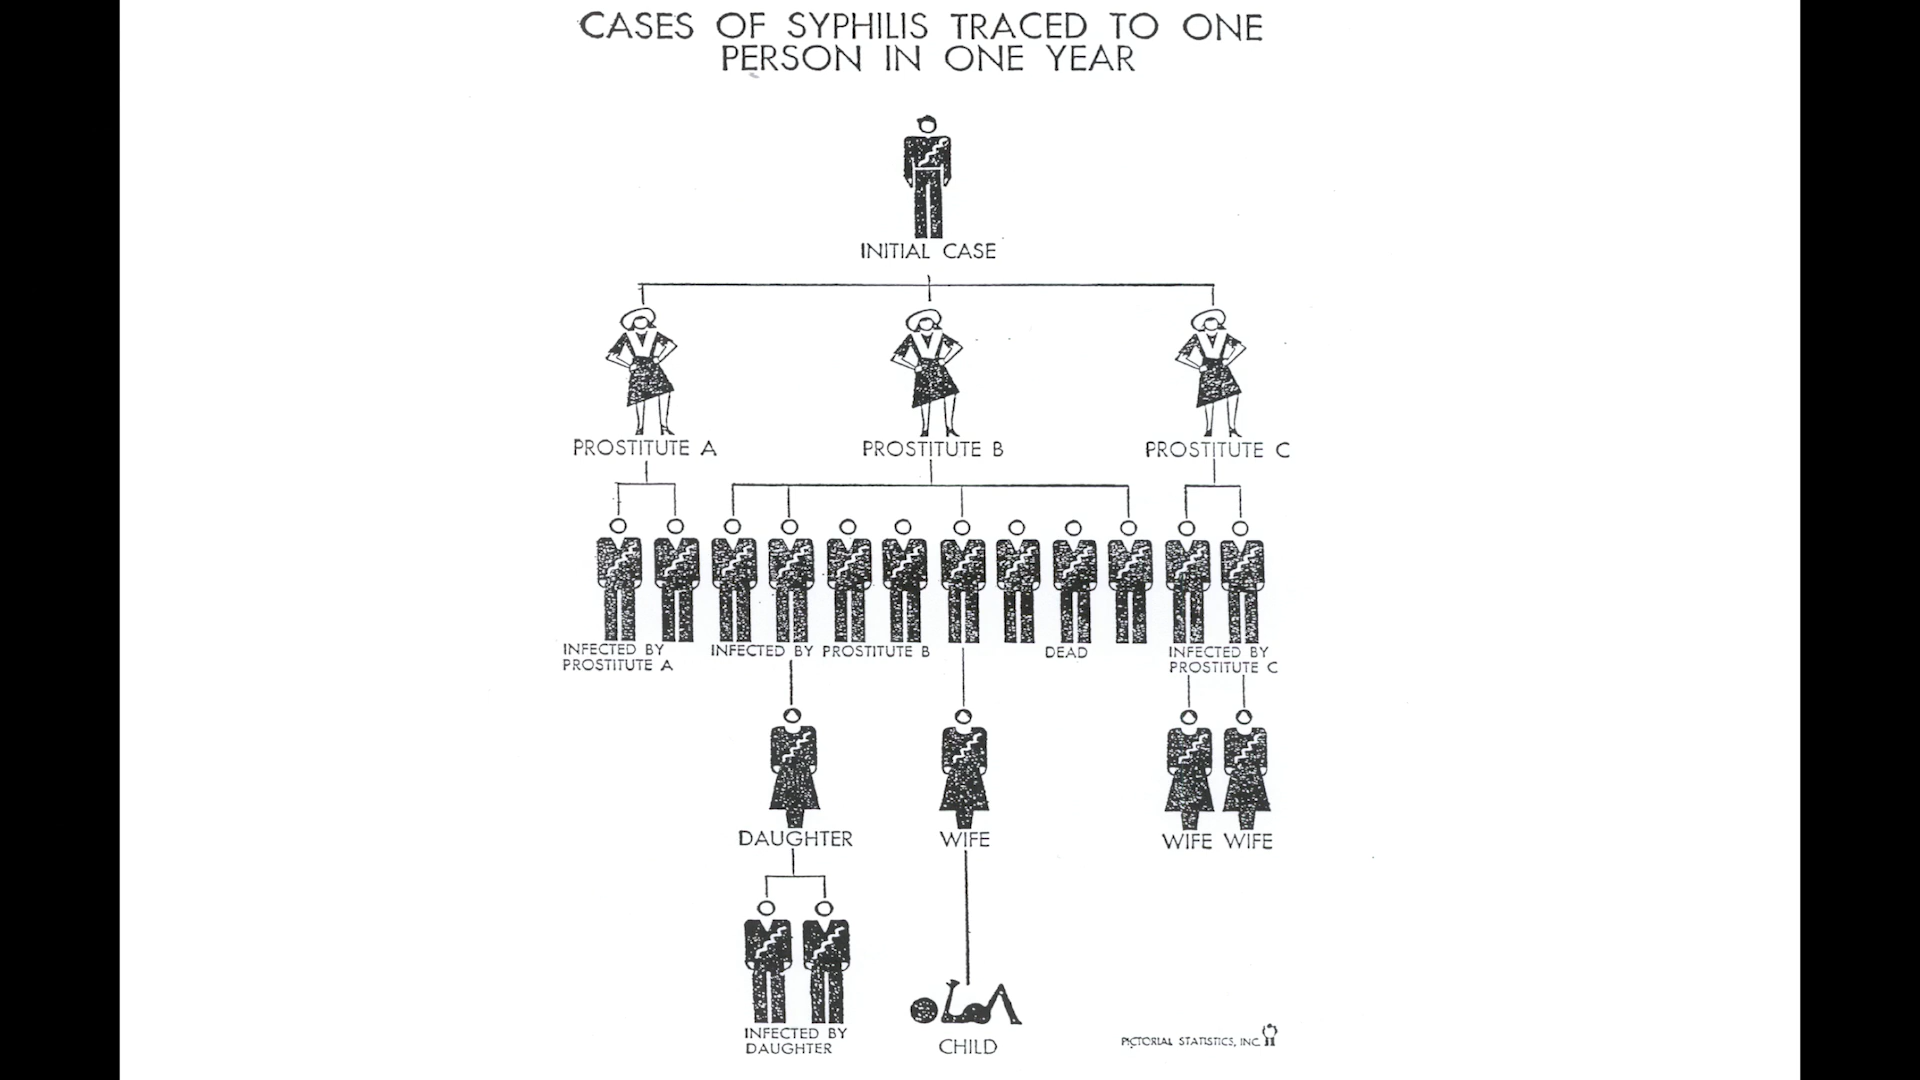 CASES OF SYPHILIS TRACED TO ONE
PERSON IN ONE YEAR
INITIAL CASE
PROSTITUTE A
PROSTITUTE B
PROSTITUTE C
INFECTED BY
PROSTITUTE A
INFECTED BY PROSTITUTE B
DEAD
INFECTED BY
PROSTITUTE C
DAUGHTER
WIFE
WIFE WIFE
INFECTED BY
DAUGHTER
CHILD
PICTORIAL STATISTICS, INC.